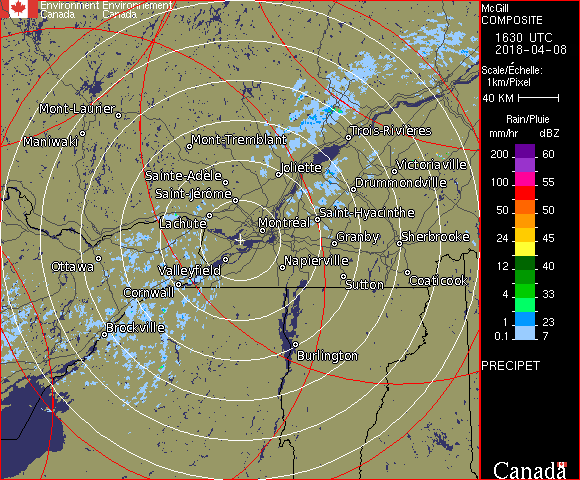 Environment Environnement
Canada Canada
McGill
COMPOSITE
1630 UTC
2018-04-08
Scale/Échelle:
1km/Pixel
40 KM
Rain/Pluie
mm/hr dBZ
200 60
150 57
100 55
50 50
24 45
12 40
4 33
1 23
0.1 7
PRECIPET
Canada
Mont-Laurier
Maniwaki
Mont-Tremblant
Trois-Rivières
Joliette
Victoriaville
Sainte-Adèle
Drummondville
Saint-Jérôme
Saint-Hyacinthe
Lachute
Montréal
Granby
Sherbrooke
Ottawa
Valleyfield
Napierville
Cornwall
Sutton
Coaticook
Brockville
Burlington